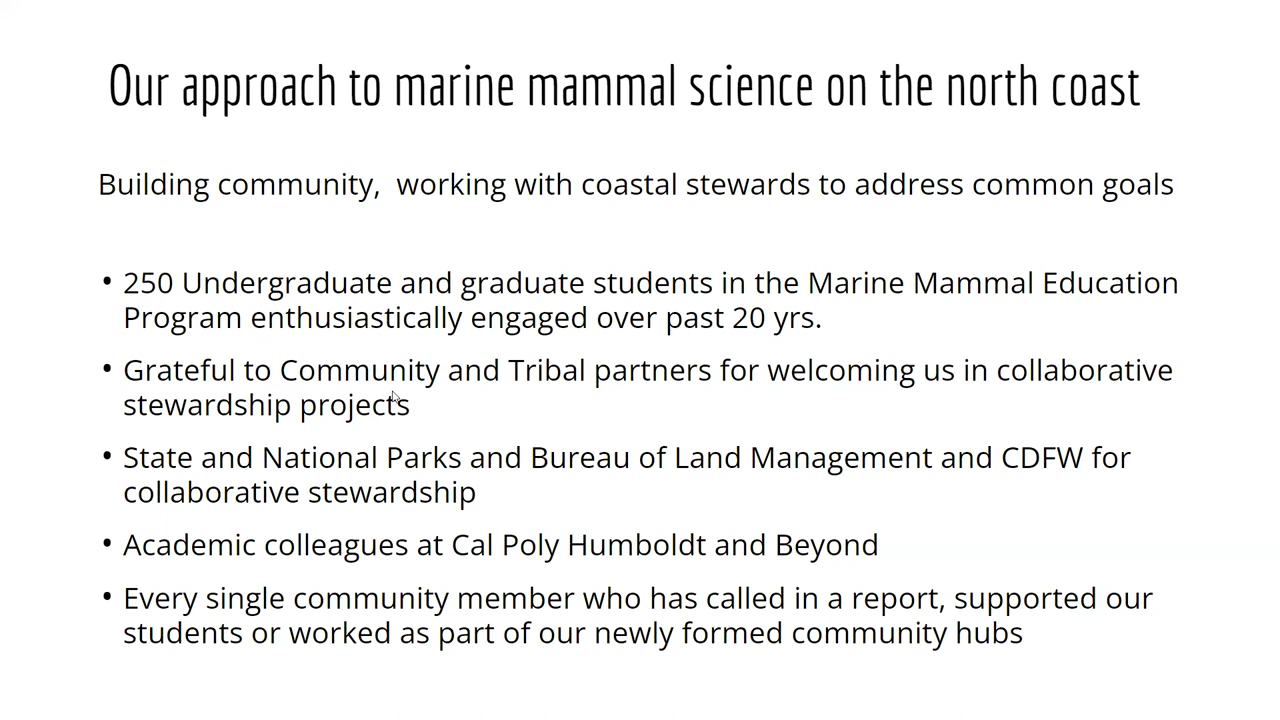 Our approach to marine mammal science on the north coast
Building community,  working with coastal stewards to address common goals
• 250 Undergraduate and graduate students in the Marine Mammal Education
Program enthusiastically engaged over past 20 yrs.
• Grateful to Community and Tribal partners for welcoming us in collaborative
stewardship projects
• State and National Parks and Bureau of Land Management and CDFW for
collaborative stewardship
• Academic colleagues at Cal Poly Humboldt and Beyond
• Every single community member who has called in a report, supported our
students or worked as part of our newly formed community hubs